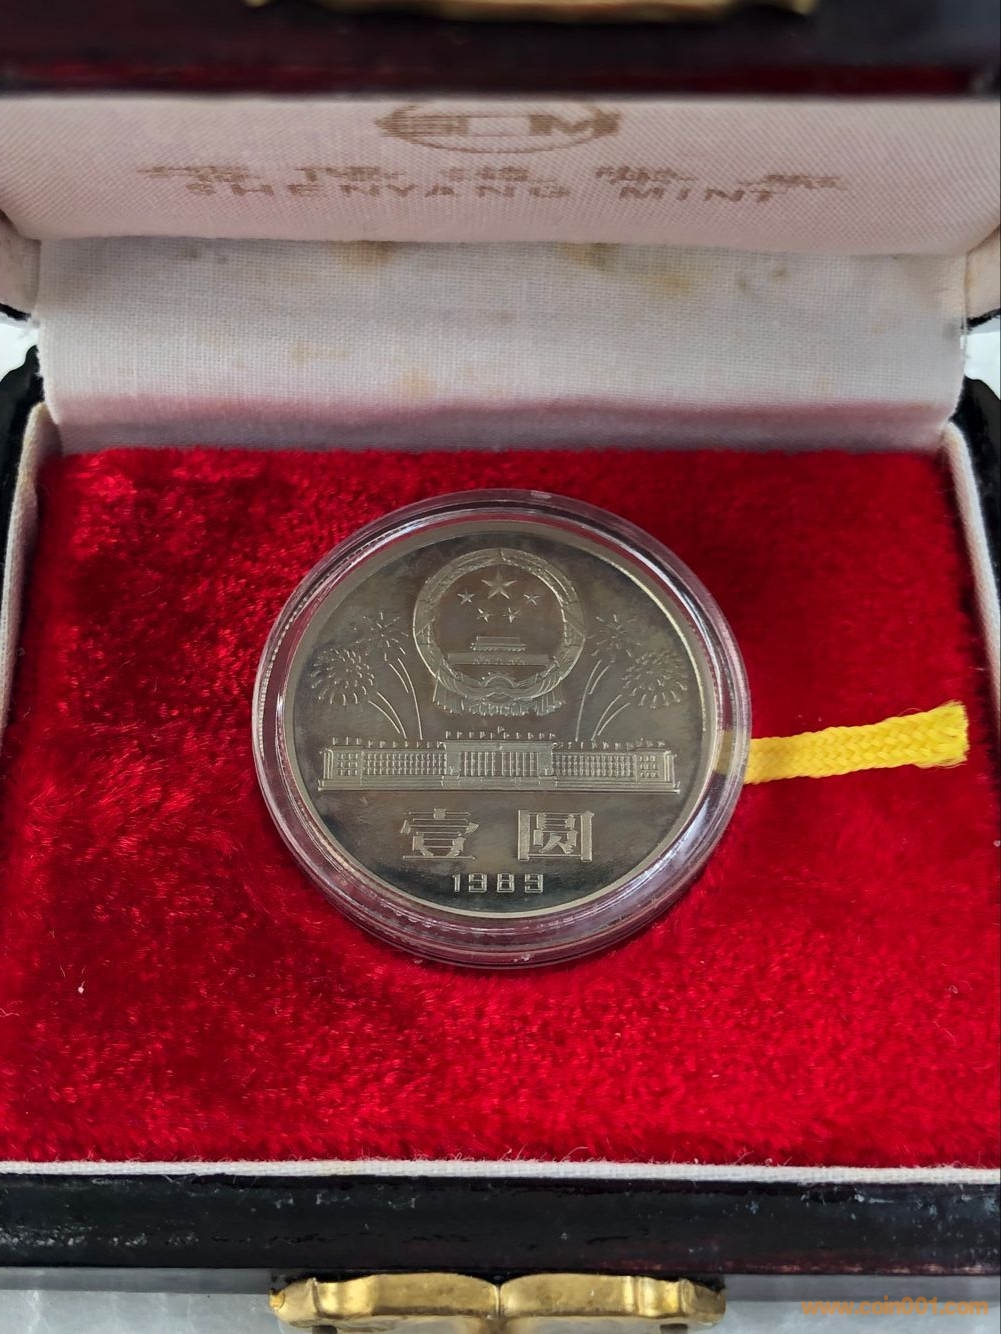 SHENYANG MINT
壹圆
1989
www.coin001.com